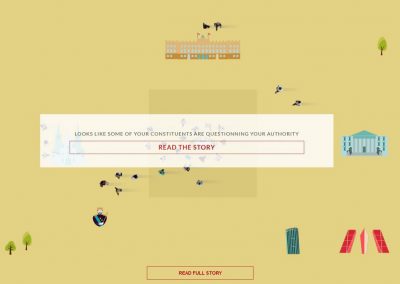 LOOKS LIKE SOME OF YOUR CONSTITUENTS ARE QUESTIONNING YOUR AUTHORITY
READ THE STORY
READ FULL STORY